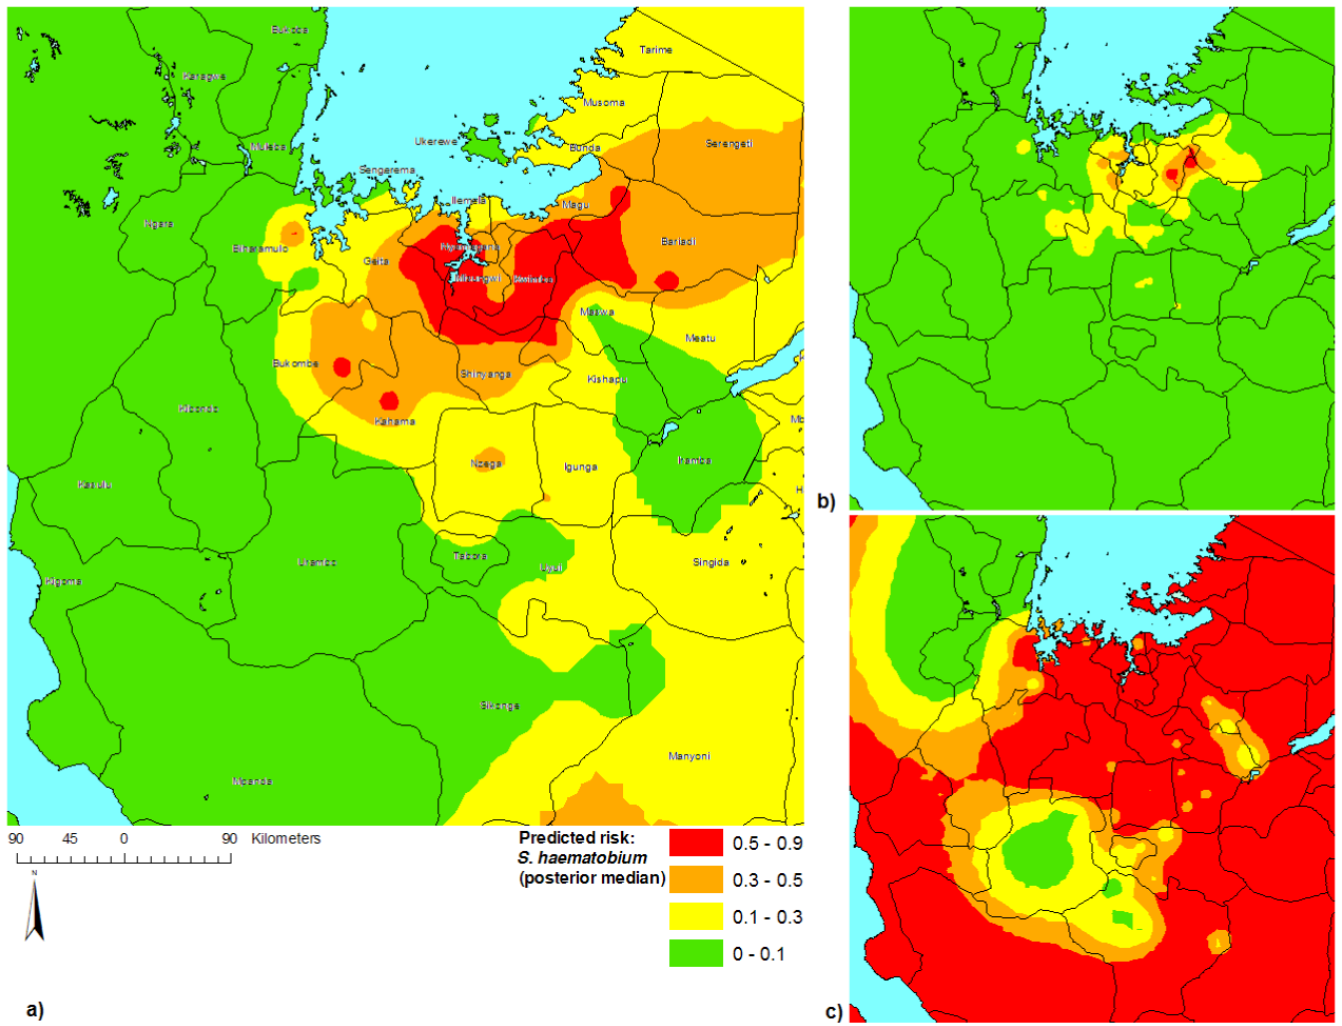 Bukoba
Tarime
b)
Karagwe
Musoma
Ukerewe
Bunda
Serengeti
Muleba
Sengerema
Ilemela
Magu
Ngara
Biharamulo
Geita
Bariadi
Maswa
Meatu
Bukombe
Shinyanga
Kishapu
Kibondo
Kahama
Mb
Nzega
Igunga
Iramba
Kasulu
H
Tabora
Urambo
Uyui
Singida
Kigoma
Sikonge
Manyoni
Mpanda
90 45 0 90 Kilometers
N
Predicted risk:
S. haematobium
(posterior median)
0.5 - 0.9
0.3 - 0.5
0.1 - 0.3
0 - 0.1
a)
c)